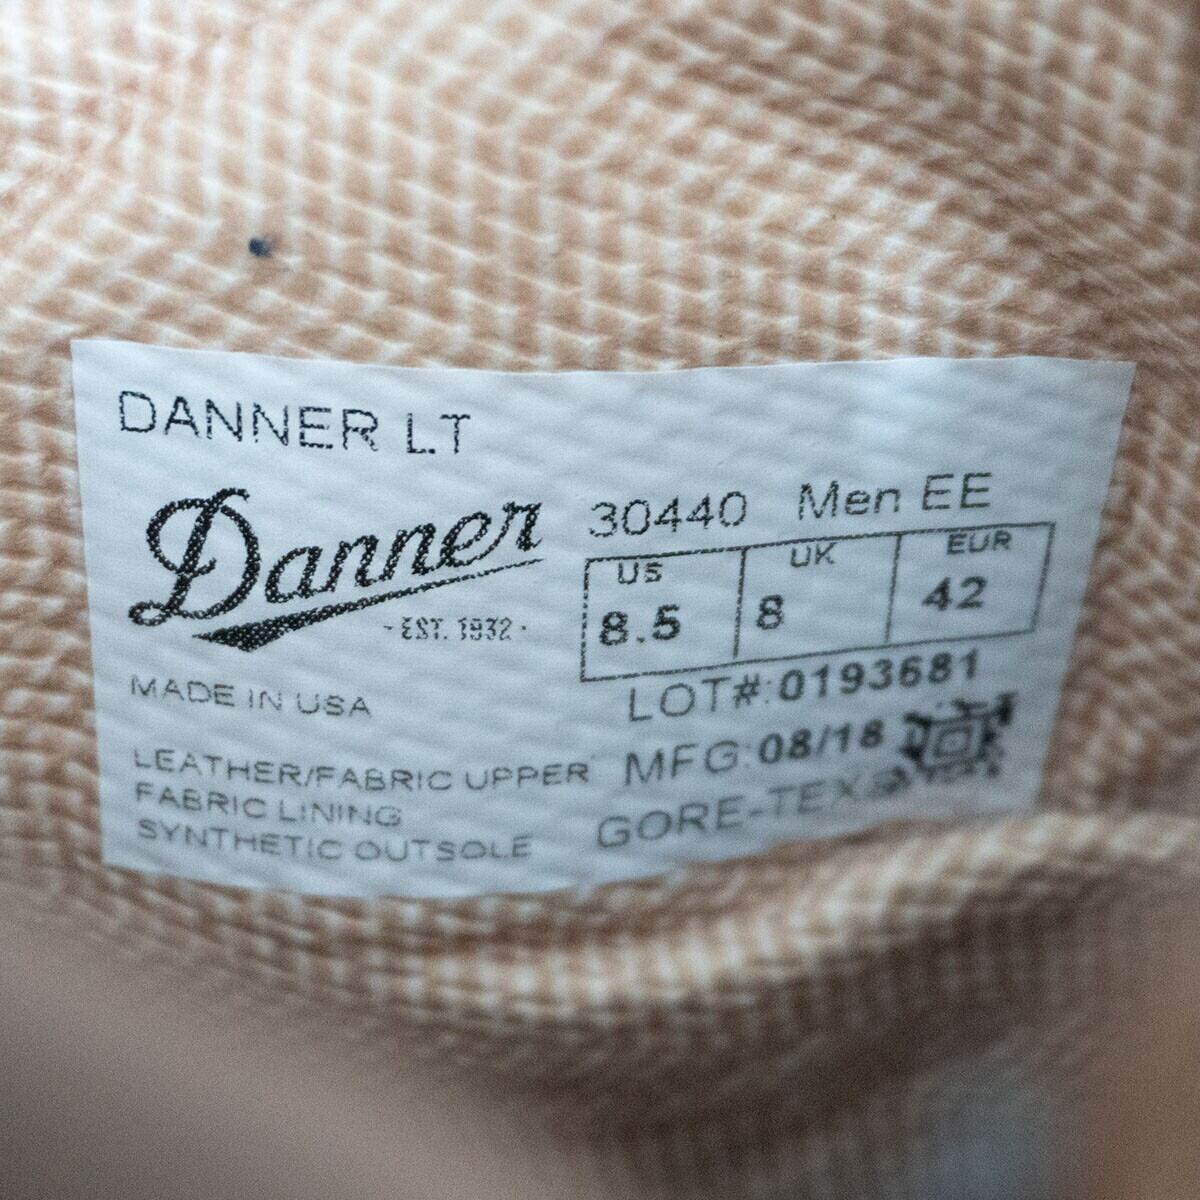 DANNER LT
Danner
- EST. 1932 -
MADE IN USA
LEATHER/FABRIC UPPER
FABRIC LINING
SYNTHETIC OUTSOLE
30440 Men EE
US UK EUR
8.5 8 42
LOT#:0193681
MFG:08/18
GORE-TEX